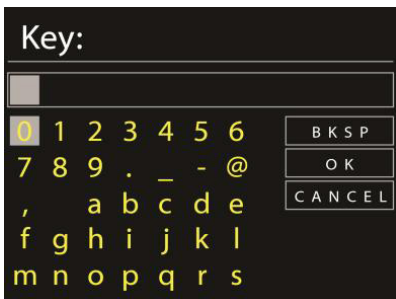 Key:
0 1 2 3 4 5 6 BKSP
7 8 9 . _ - @ OK
, a b c d e CANCEL
f g h i j k l
m n o p q r s